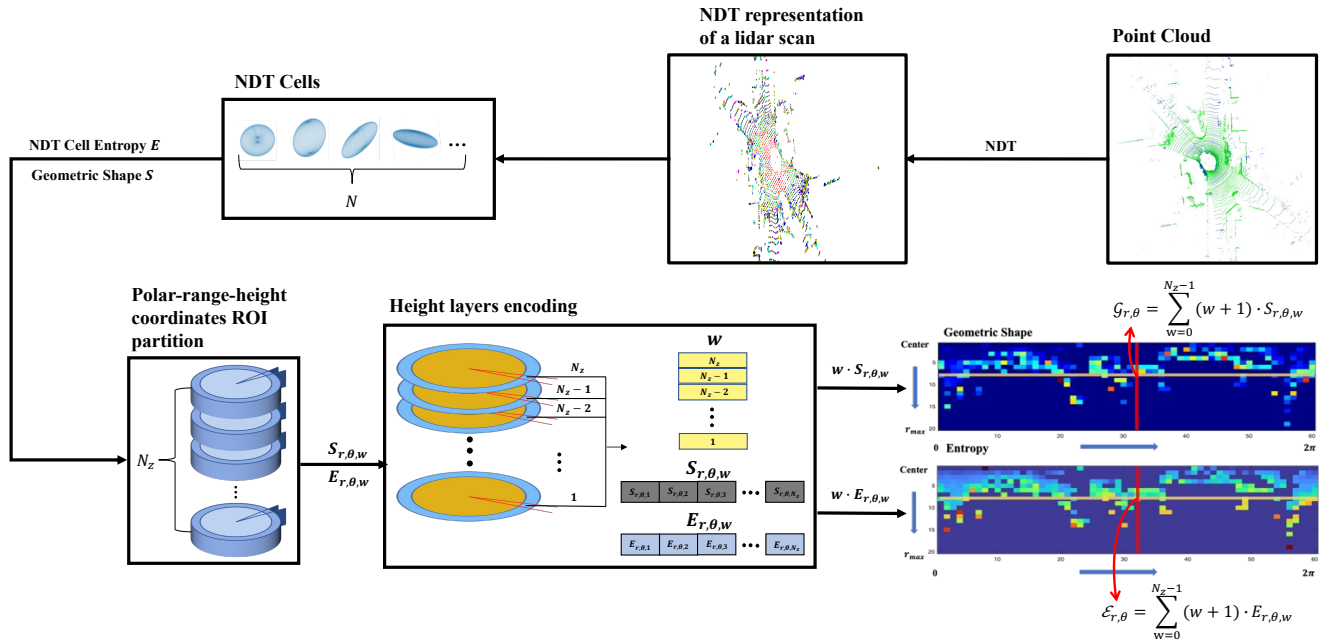 NDT representation
of a lidar scan
Point Cloud
NDT Cells
NDT Cell Entropy E
Geometric Shape S
...
N
NDT
Polar-range-height
coordinates ROI
partition
N_z
...
S_{r,θ,w}
E_{r,θ,w}
Height layers encoding
N_z
N_z − 1
N_z − 2
...
1
w
N_z
N_z−1
N_z−2
...
1
S_{r,θ,w}
S_{r,θ,1} S_{r,θ,2} S_{r,θ,3} ... S_{r,θ,N_z}
E_{r,θ,w}
E_{r,θ,1} E_{r,θ,2} E_{r,θ,3} ... E_{r,θ,N_z}
w · S_{r,θ,w}
w · E_{r,θ,w}
𝒢_{r,θ} = ∑_{w=0}^{N_z−1} (w + 1) · S_{r,θ,w}
Geometric Shape
Center
5
10
15
20
r_{max}
0 10 20 30 40 50 60
2π
Entropy
Center
5
10
15
20
r_{max}
0 10 20 30 40 50 60
2π
ℰ_{r,θ} = ∑_{w=0}^{N_z−1} (w + 1) · E_{r,θ,w}